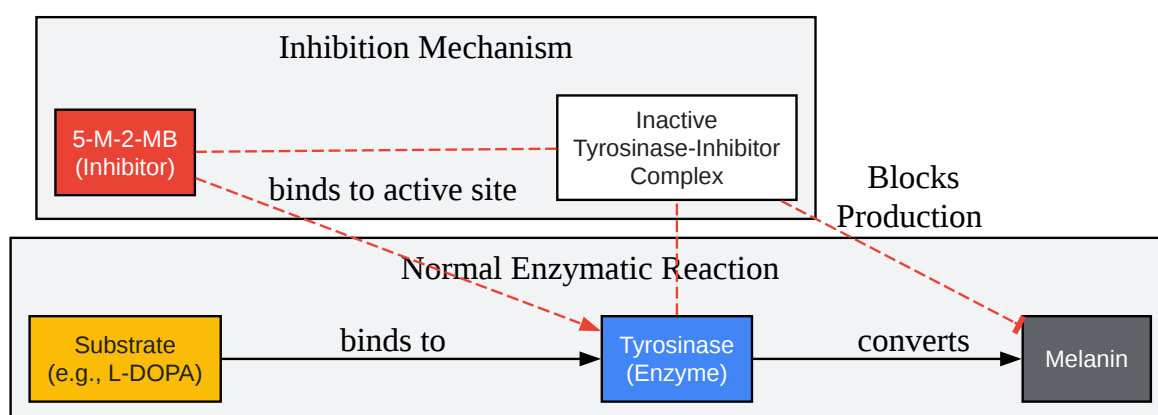 Inhibition Mechanism
5-M-2-MB
(Inhibitor)
Inactive
Tyrosinase-Inhibitor
Complex
binds to active site
Blocks
Production
Normal Enzymatic Reaction
Substrate
(e.g., L-DOPA)
binds to
Tyrosinase
(Enzyme)
converts
Melanin